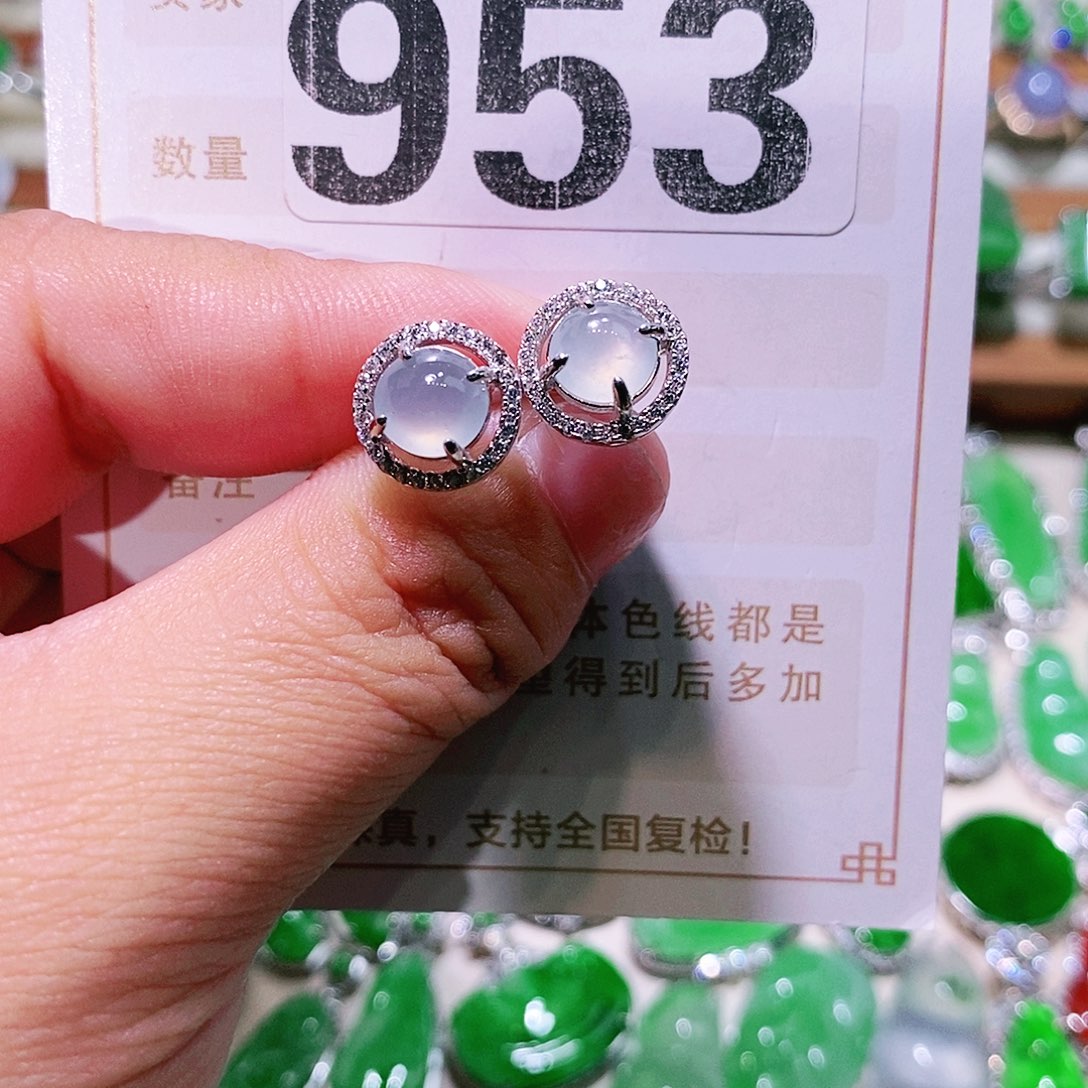 953
数量
备注
体色线都是
得到后多加
真，支持全国复检！